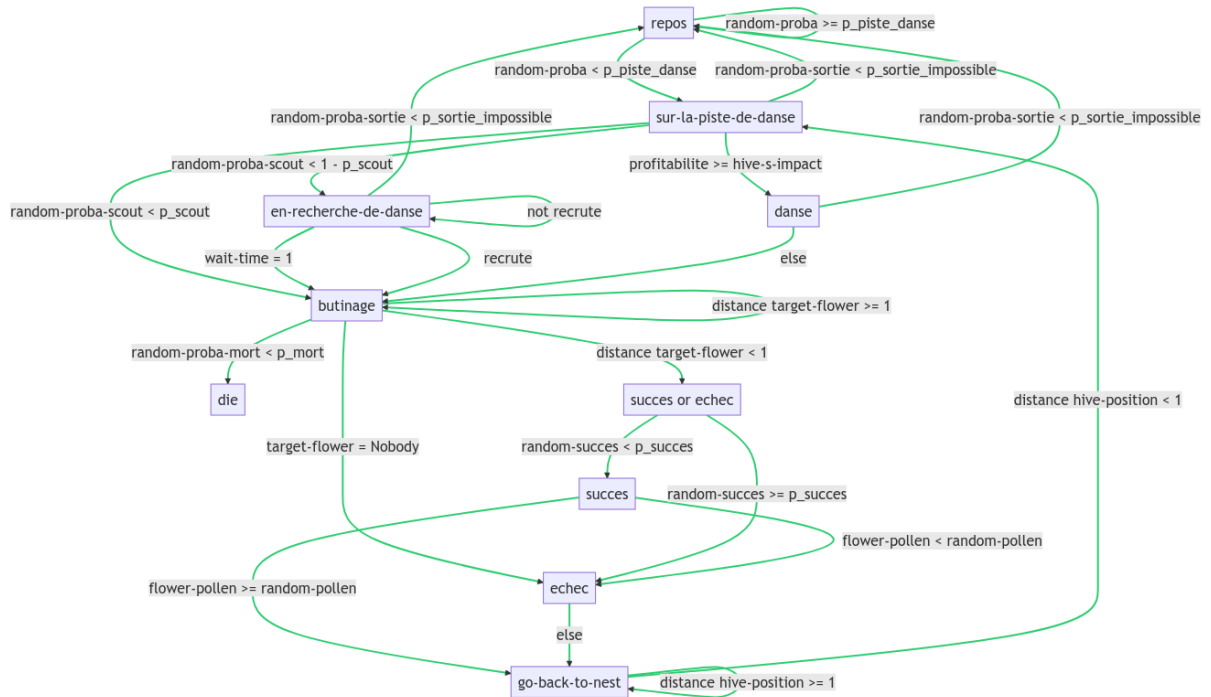 repos
random-proba >= p_piste_danse
random-proba < p_piste_danse
random-proba-sortie < p_sortie_impossible
random-proba-sortie < p_sortie_impossible
sur-la-piste-de-danse
random-proba-sortie < p_sortie_impossible
random-proba-scout < 1 - p_scout
profitabilite >= hive-s-impact
random-proba-scout < p_scout
en-recherche-de-danse
not recrute
danse
wait-time = 1
recrute
else
butinage
distance target-flower >= 1
random-proba-mort < p_mort
distance target-flower < 1
die
succes or echec
distance hive-position < 1
target-flower = Nobody
random-succes < p_succes
succes
random-succes >= p_succes
flower-pollen < random-pollen
flower-pollen >= random-pollen
echec
else
go-back-to-nest
distance hive-position >= 1